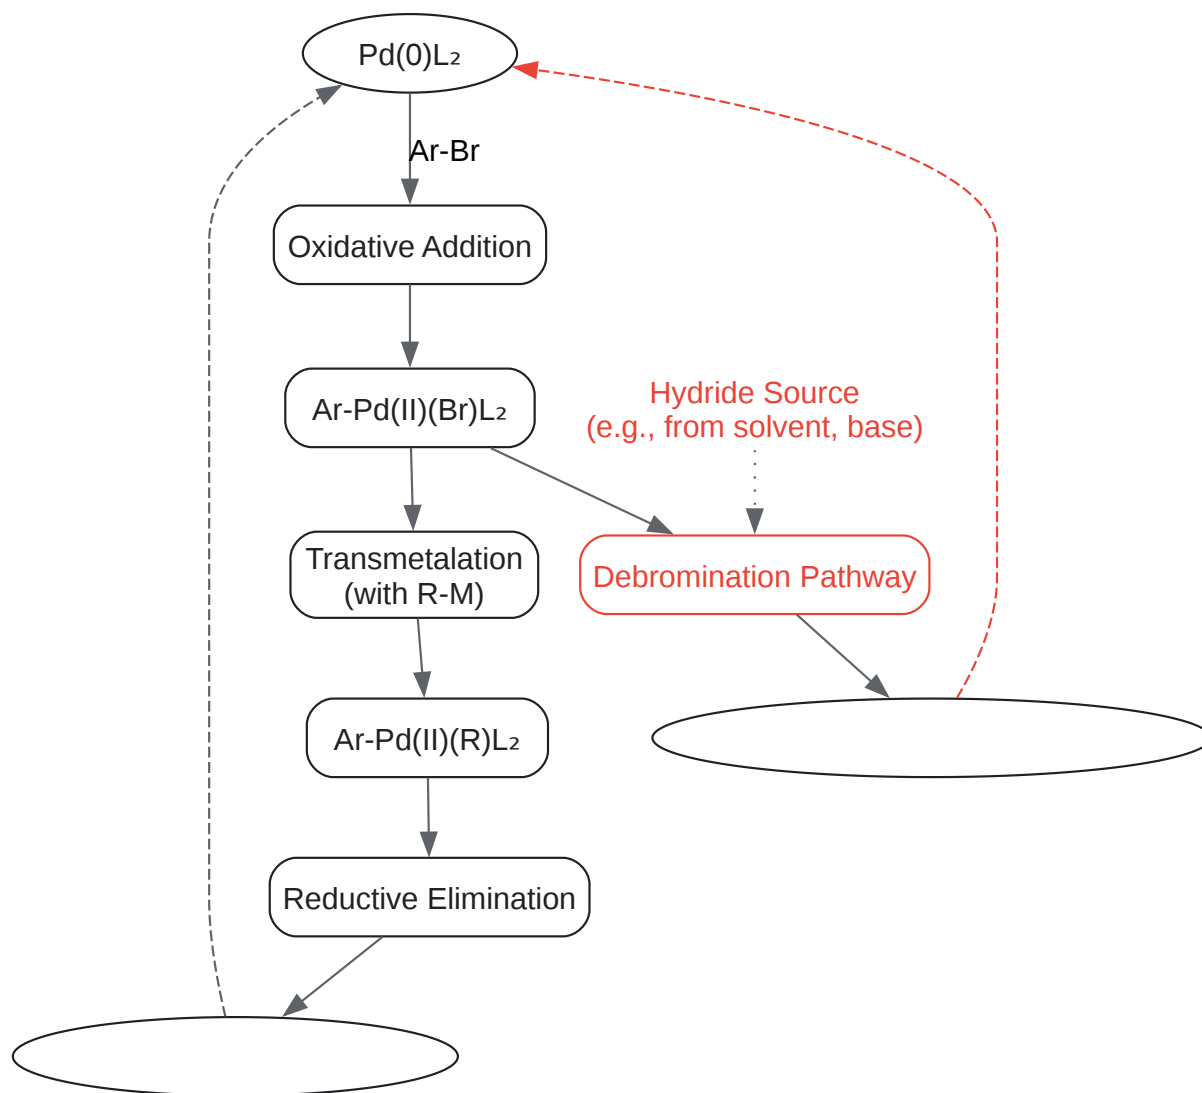 Pd(0)L₂
Ar-Br
Oxidative Addition
Ar-Pd(II)(Br)L₂
Hydride Source
(e.g., from solvent, base)
Transmetalation
(with R-M)
Debromination Pathway
Ar-Pd(II)(R)L₂
Reductive Elimination